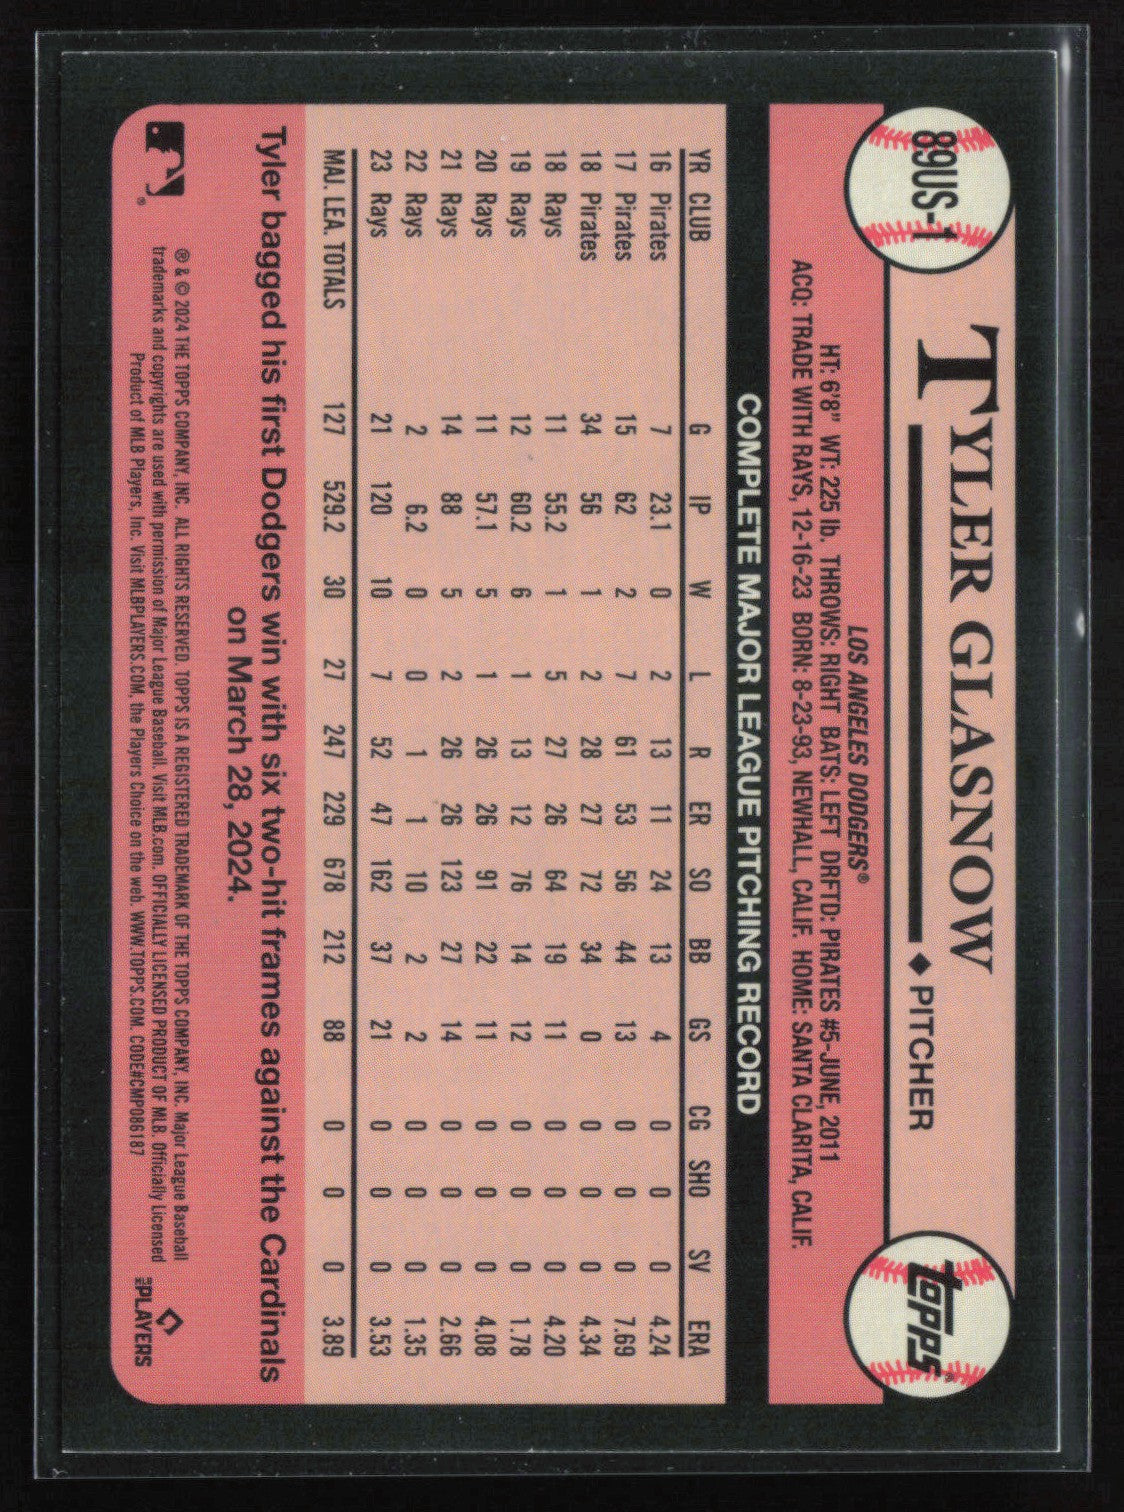 89US-1
TYLER GLASNOW
◆ PITCHER
TOPPS®
LOS ANGELES DODGERS®
HT: 6'8" WT: 225 lb. THROWS: RIGHT BATS: LEFT DRFTD: PIRATES #5-JUNE, 2011
ACQ: TRADE WITH RAYS, 12-16-23 BORN: 8-23-93, NEWHALL, CALIF. HOME: SANTA CLARITA, CALIF.
COMPLETE MAJOR LEAGUE PITCHING RECORD
YR CLUB G IP W L R ER SO BB GS CG SHO SV ERA
16 Pirates 7 23.1 0 2 13 11 24 13 4 0 0 0 4.24
17 Pirates 15 62 2 7 61 53 56 44 13 0 0 0 7.69
18 Pirates 34 56 1 2 28 27 72 34 0 0 0 0 4.34
18 Rays 11 55.2 1 5 27 26 64 19 11 0 0 0 4.20
19 Rays 12 60.2 6 1 13 12 76 14 12 0 0 0 1.78
20 Rays 11 57.1 5 1 26 26 91 22 11 0 0 0 4.08
21 Rays 14 88 5 2 26 26 123 27 14 0 0 0 2.66
22 Rays 2 6.2 0 0 1 1 10 2 2 0 0 0 1.35
23 Rays 21 120 10 7 52 47 162 37 21 0 0 0 3.53
MAJ. LEA. TOTALS 127 529.2 30 27 247 229 678 212 88 0 0 0 3.89
Tyler bagged his first Dodgers win with six two-hit frames against the Cardinals
on March 28, 2024.
® & © 2024 THE TOPPS COMPANY, INC. ALL RIGHTS RESERVED. TOPPS IS A REGISTERED TRADEMARK OF THE TOPPS COMPANY, INC. Major League Baseball
trademarks and copyrights are used with permission of Major League Baseball. Visit MLB.com. OFFICIALLY LICENSED PRODUCT OF MLB. Officially Licensed
Product of MLB Players, Inc. Visit MLBPLAYERS.COM, the Players Choice on the web. WWW.TOPPS.COM. CODE#CMP086187
MLB PLAYERS